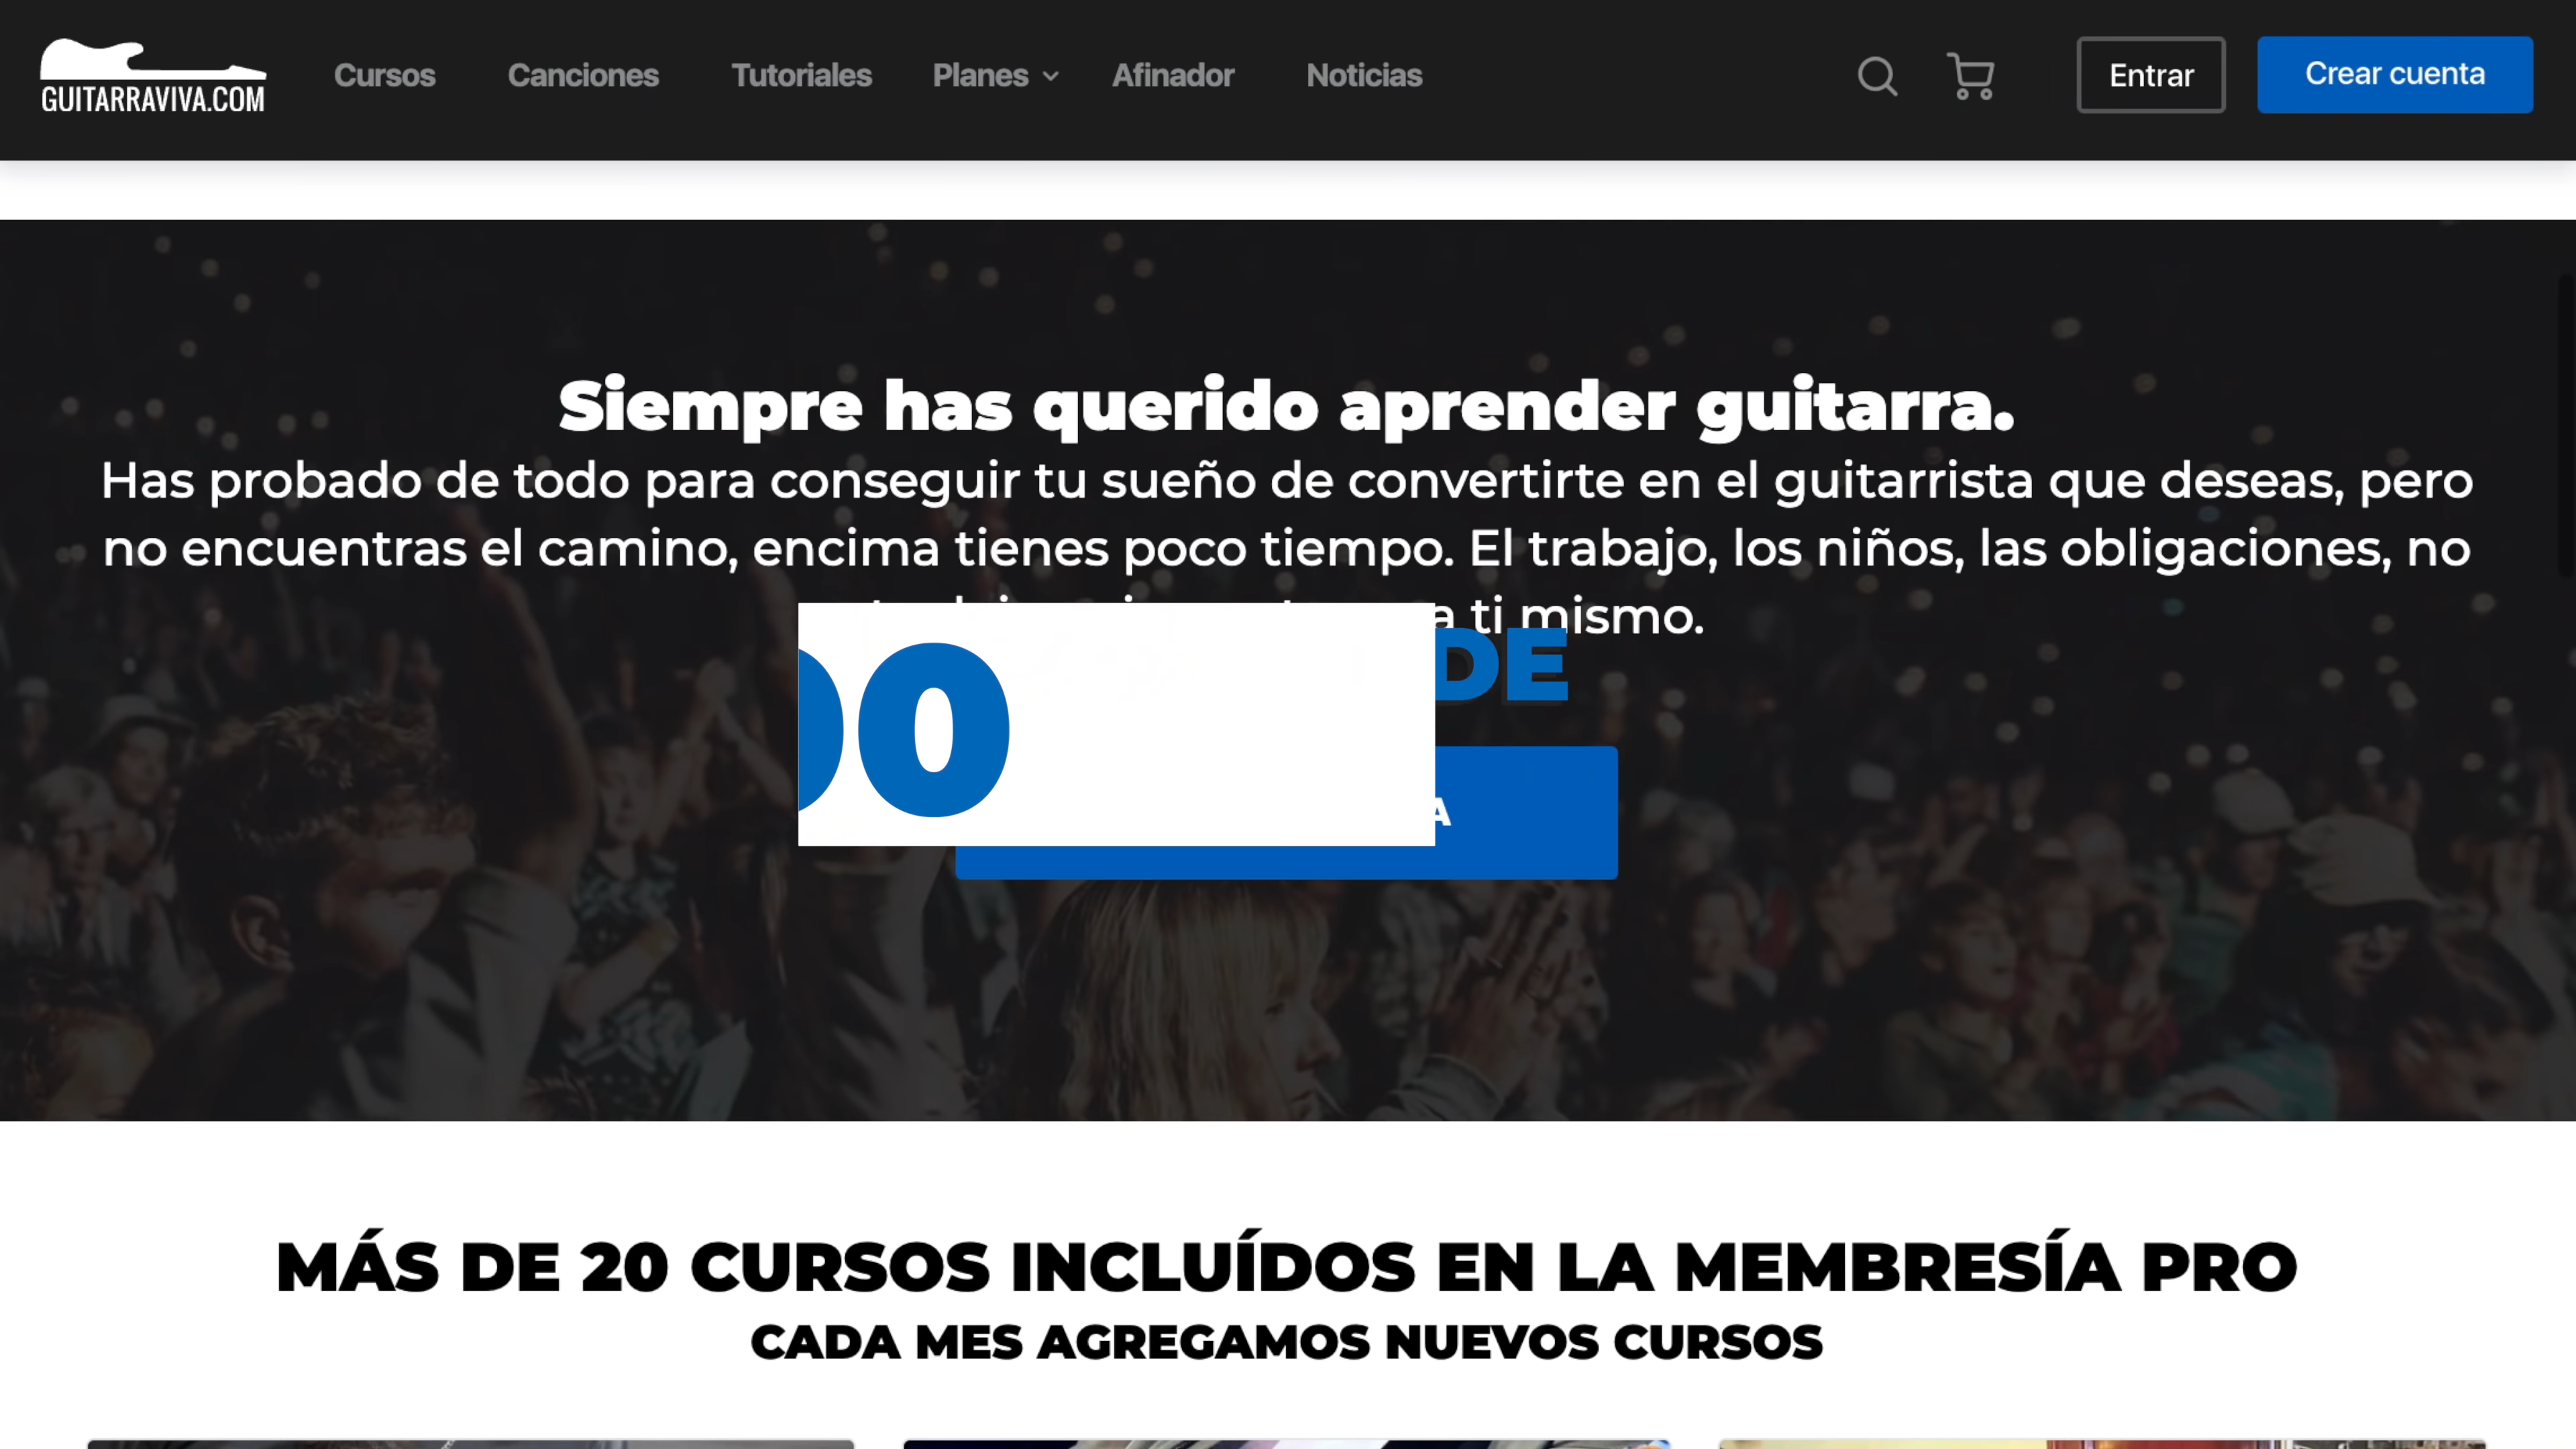 GUITARRAVIVA.COM
Cursos
Canciones
Tutoriales
Planes
Afinador
Noticias
Entrar
Crear cuenta
Siempre has querido aprender guitarra.
Has probado de todo para conseguir tu sueño de convertirte en el guitarrista que deseas, pero
no encuentras el camino, encima tienes poco tiempo. El trabajo, los niños, las obligaciones, no
a ti mismo.
DE
0
A
MÁS DE 20 CURSOS INCLUÍDOS EN LA MEMBRESÍA PRO
CADA MES AGREGAMOS NUEVOS CURSOS